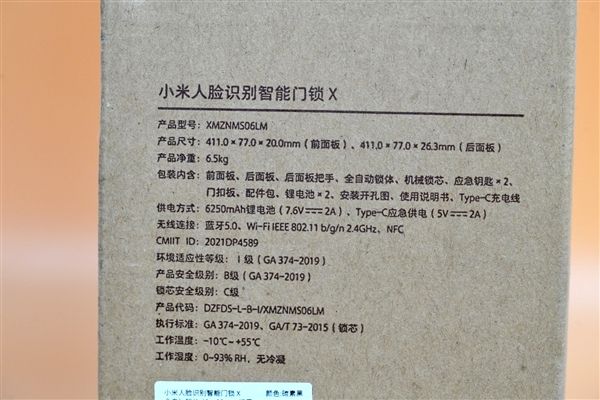 小米人脸识别智能门锁 X
产品型号：XMZNMS06LM
产品尺寸：411.0×77.0×20.0mm（前面板）、411.0×77.0×26.3mm（后面板）
产品净重：6.5kg
包装内含：前面板、后面板、后面板把手、全自动锁体、机械锁芯、应急钥匙×2、
门扣板、配件包、锂电池×2、安装开孔图、使用说明书、Type-C充电线
供电方式：6250mAh锂电池（7.6V⎓2A）、Type-C应急供电（5V⎓2A）
无线连接：蓝牙5.0、Wi-Fi IEEE 802.11 b/g/n 2.4GHz、NFC
CMIIT ID：2021DP4589
环境适应性等级：Ⅰ级（GA 374-2019）
产品安全级别：B级（GA 374-2019）
锁芯安全级别：C级
产品代码：DZFDS-L-B-I/XMZNMS06LM
执行标准：GA 374-2019、GA/T 73-2015（锁芯）
工作温度：-10℃~+55℃
工作湿度：0~93% RH，无冷凝
小米人脸识别智能门锁 X 颜色:碳素黑